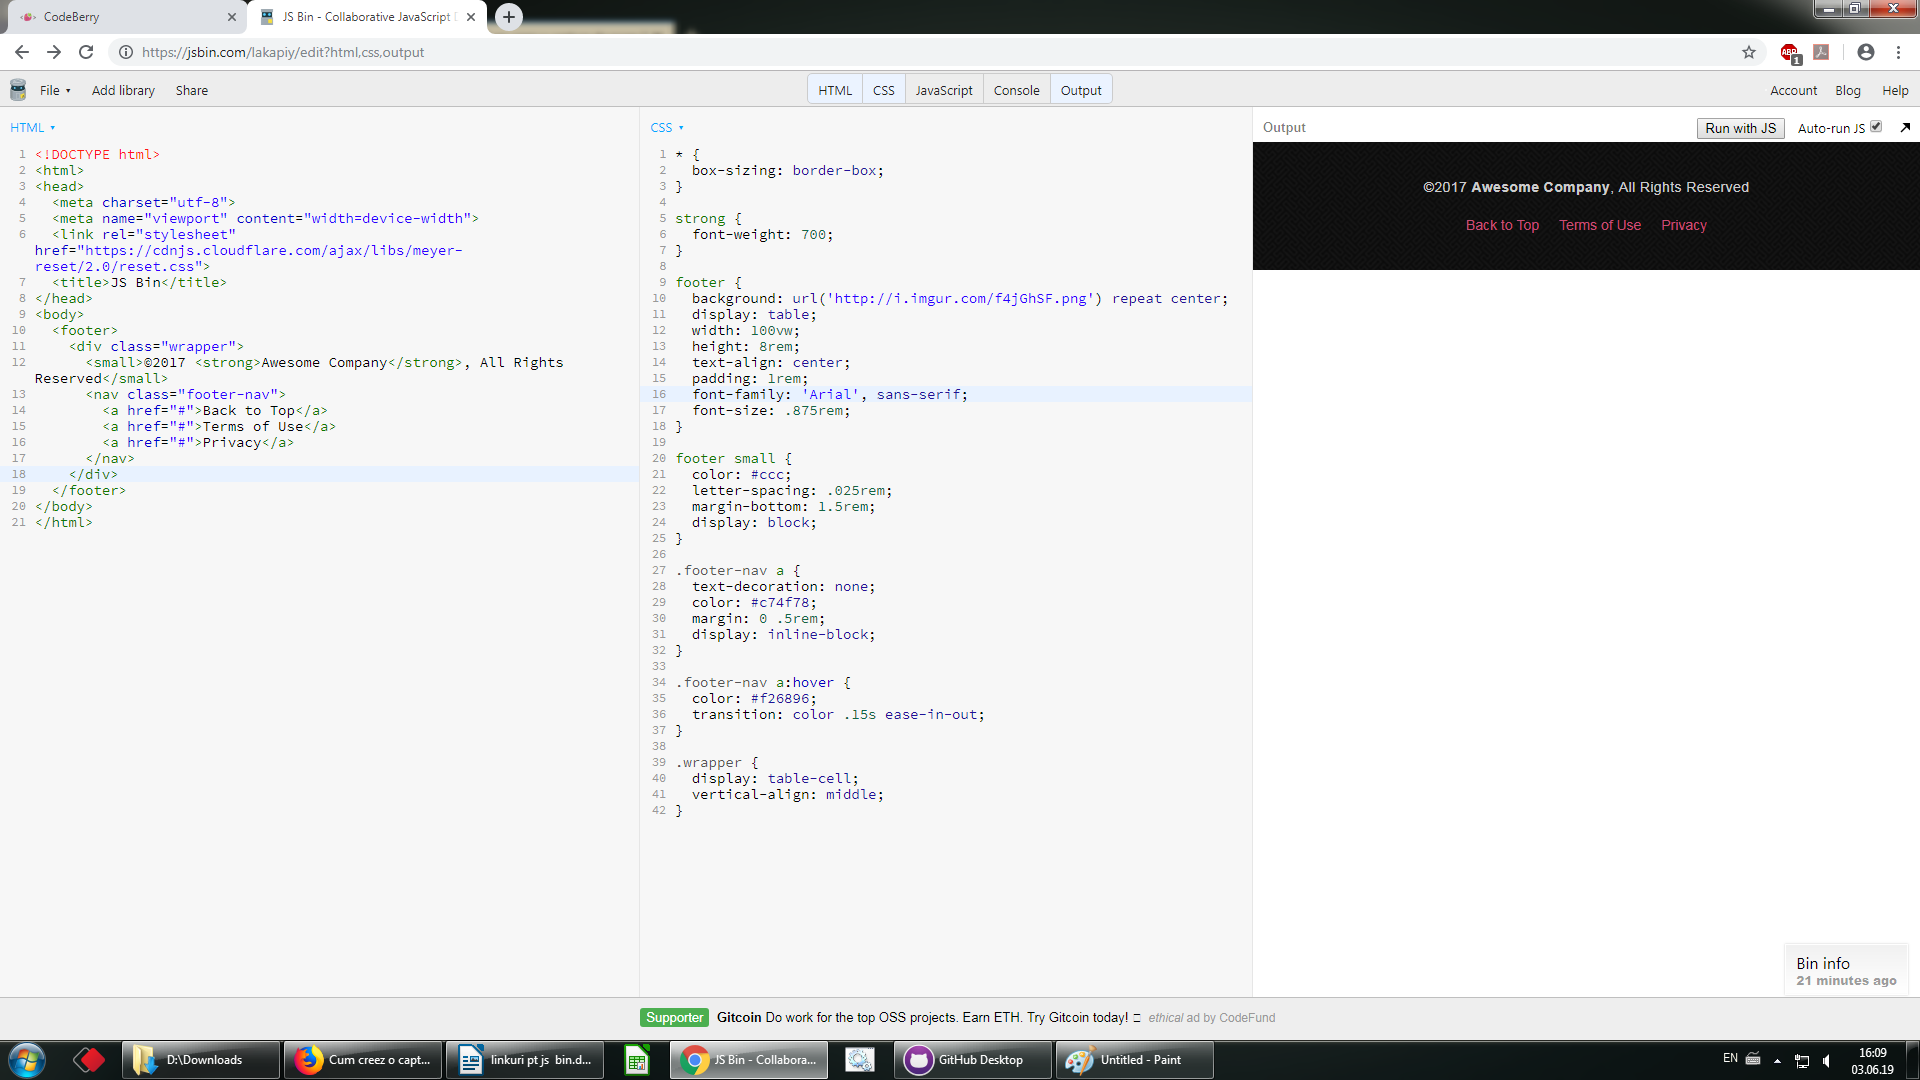 CodeBerry
JS Bin - Collaborative JavaScript
https://jsbin.com/lakapiy/edit?html,css,output
ABP
1
File
Add library
Share
HTML
CSS
JavaScript
Console
Output
Account
Blog
Help
HTML
1 <!DOCTYPE html>
2 <html>
3 <head>
4 <meta charset="utf-8">
5 <meta name="viewport" content="width=device-width">
6 <link rel="stylesheet"
href="https://cdnjs.cloudflare.com/ajax/libs/meyer-
reset/2.0/reset.css">
7 <title>JS Bin</title>
8 </head>
9 <body>
10 <footer>
11 <div class="wrapper">
12 <small>©2017 <strong>Awesome Company</strong>, All Rights
Reserved</small>
13 <nav class="footer-nav">
14 <a href="#">Back to Top</a>
15 <a href="#">Terms of Use</a>
16 <a href="#">Privacy</a>
17 </nav>
18 </div>
19 </footer>
20 </body>
21 </html>
CSS
1 * {
2 box-sizing: border-box;
3 }
4
5 strong {
6 font-weight: 700;
7 }
8
9 footer {
10 background: url('http://i.imgur.com/f4jGhSF.png') repeat center;
11 display: table;
12 width: 100vw;
13 height: 8rem;
14 text-align: center;
15 padding: 1rem;
16 font-family: 'Arial', sans-serif;
17 font-size: .875rem;
18 }
19
20 footer small {
21 color: #ccc;
22 letter-spacing: .025rem;
23 margin-bottom: 1.5rem;
24 display: block;
25 }
26
27 .footer-nav a {
28 text-decoration: none;
29 color: #c74f78;
30 margin: 0 .5rem;
31 display: inline-block;
32 }
33
34 .footer-nav a:hover {
35 color: #f26896;
36 transition: color .15s ease-in-out;
37 }
38
39 .wrapper {
40 display: table-cell;
41 vertical-align: middle;
42 }
Output
Run with JS
Auto-run JS
©2017 Awesome Company, All Rights Reserved
Back to Top Terms of Use Privacy
Bin info
21 minutes ago
Supporter Gitcoin Do work for the top OSS projects. Earn ETH. Try Gitcoin today! ethical ad by CodeFund
D:\Downloads
Cum creez o capt...
linkuri pt js bin.d...
JS Bin - Collabora...
GitHub Desktop
Untitled - Paint
EN
16:09
03.06.19